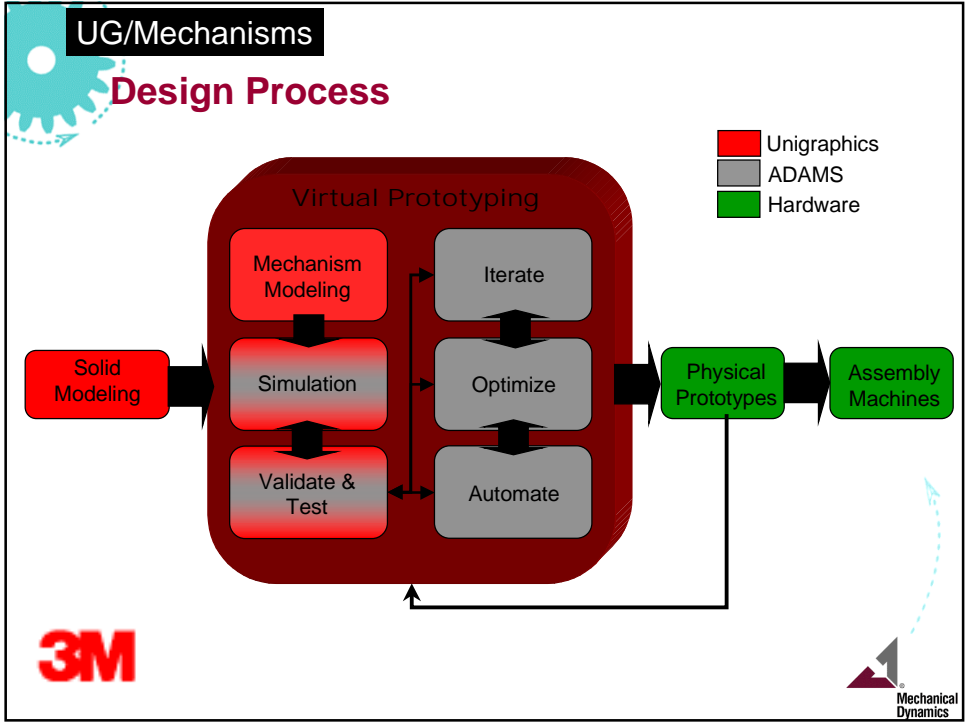 UG/Mechanisms
Design Process
Unigraphics
ADAMS
Hardware
Virtual Prototyping
Mechanism
Modeling
Iterate
Solid
Modeling
Simulation
Optimize
Physical
Prototypes
Assembly
Machines
Validate &
Test
Automate
3M
®
Mechanical
Dynamics